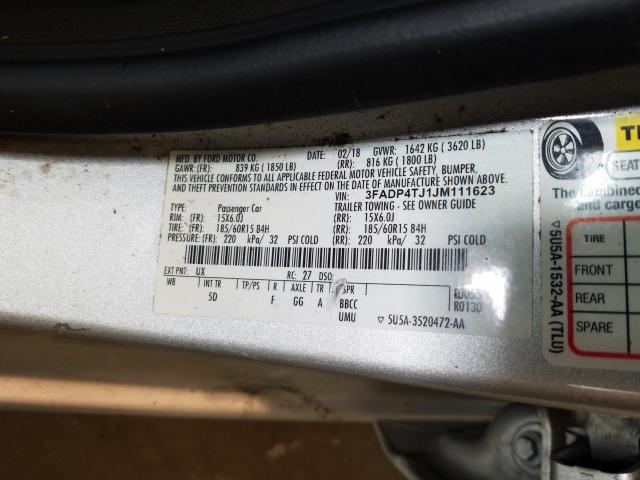 MFD. BY FORD MOTOR CO.
DATE: 02/18 GVWR: 1642 KG ( 3620 LB)
GAWR:(FR): 839 KG ( 1850 LB) (RR): 816 KG ( 1800 LB)
THIS VEHICLE CONFORMS TO ALL APPLICABLE FEDERAL MOTOR VEHICLE SAFETY, BUMPER,
AND THEFT PREVENTION STANDARDS IN EFFECT ON THE DATE OF MANUFACTURE SHOWN ABOVE.
VIN: 3FADP4TJ1JM111623
TYPE: Passenger Car TRAILER TOWING - SEE OWNER GUIDE
RIM: 15X6.0J 15X6.0J
TIRE: 185/60R15 84H (RR): 185/60R15 84H
PRESSURE: (FR): 220 kPa/ 32 PSI COLD (RR): 220 kPa/ 32 PSI COLD
EXT PNT: UX RC: 27 DSO:
WB INT TR TP/PS R AXLE TR SPR
5D F GG A BBCC
UMU
R0130
▽5U5A-3520472-AA
▽5U5A-1532-AA (TLU)
SEAT
The combined
and cargo
TIRE
FRONT
REAR
SPARE